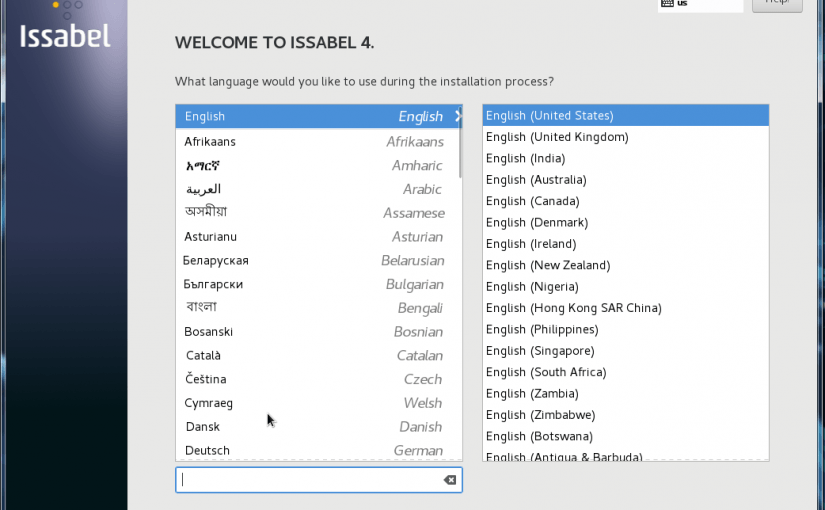 us
Help!
Issabel
WELCOME TO ISSABEL 4.
What language would you like to use during the installation process?
English English
Afrikaans Afrikaans
አማርኛ Amharic
العربية Arabic
অসমীয়া Assamese
Asturianu Asturian
Беларуская Belarusian
Български Bulgarian
বাংলা Bengali
Bosanski Bosnian
Català Catalan
Čeština Czech
Cymraeg Welsh
Dansk Danish
Deutsch German
English (United States)
English (United Kingdom)
English (India)
English (Australia)
English (Canada)
English (Denmark)
English (Ireland)
English (New Zealand)
English (Nigeria)
English (Hong Kong SAR China)
English (Philippines)
English (Singapore)
English (South Africa)
English (Zambia)
English (Zimbabwe)
English (Botswana)
English (Antigua & Barbuda)